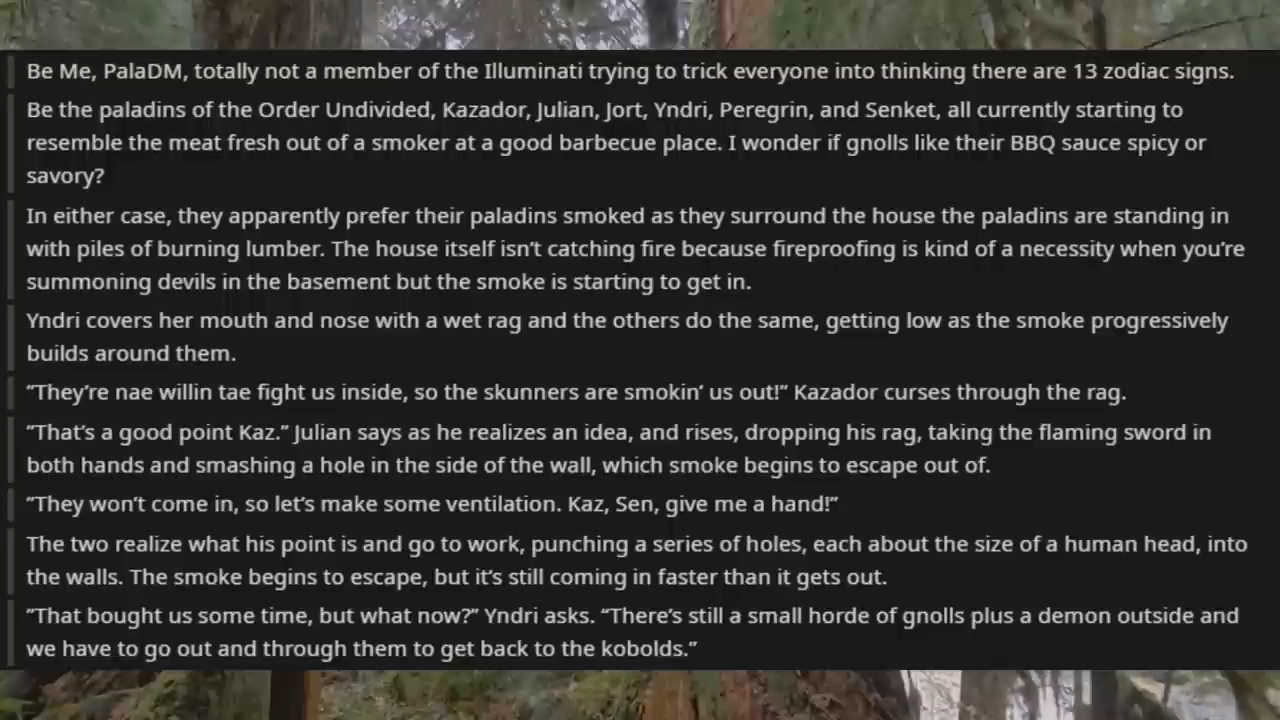 Be Me, PalaDM, totally not a member of the Illuminati trying to trick everyone into thinking there are 13 zodiac signs.
Be the paladins of the Order Undivided, Kazador, Julian, Jort, Yndri, Peregrin, and Senket, all currently starting to
resemble the meat fresh out of a smoker at a good barbecue place. I wonder if gnolls like their BBQ sauce spicy or
savory?
In either case, they apparently prefer their paladins smoked as they surround the house the paladins are standing in
with piles of burning lumber. The house itself isn’t catching fire because fireproofing is kind of a necessity when you’re
summoning devils in the basement but the smoke is starting to get in.
Yndri covers her mouth and nose with a wet rag and the others do the same, getting low as the smoke progressively
builds around them.
“They’re nae willin tae fight us inside, so the skunners are smokin’ us out!” Kazador curses through the rag.
“That’s a good point Kaz.” Julian says as he realizes an idea, and rises, dropping his rag, taking the flaming sword in
both hands and smashing a hole in the side of the wall, which smoke begins to escape out of.
“They won’t come in, so let’s make some ventilation. Kaz, Sen, give me a hand!”
The two realize what his point is and go to work, punching a series of holes, each about the size of a human head, into
the walls. The smoke begins to escape, but it’s still coming in faster than it gets out.
“That bought us some time, but what now?” Yndri asks. “There’s still a small horde of gnolls plus a demon outside and
we have to go out and through them to get back to the kobolds.”